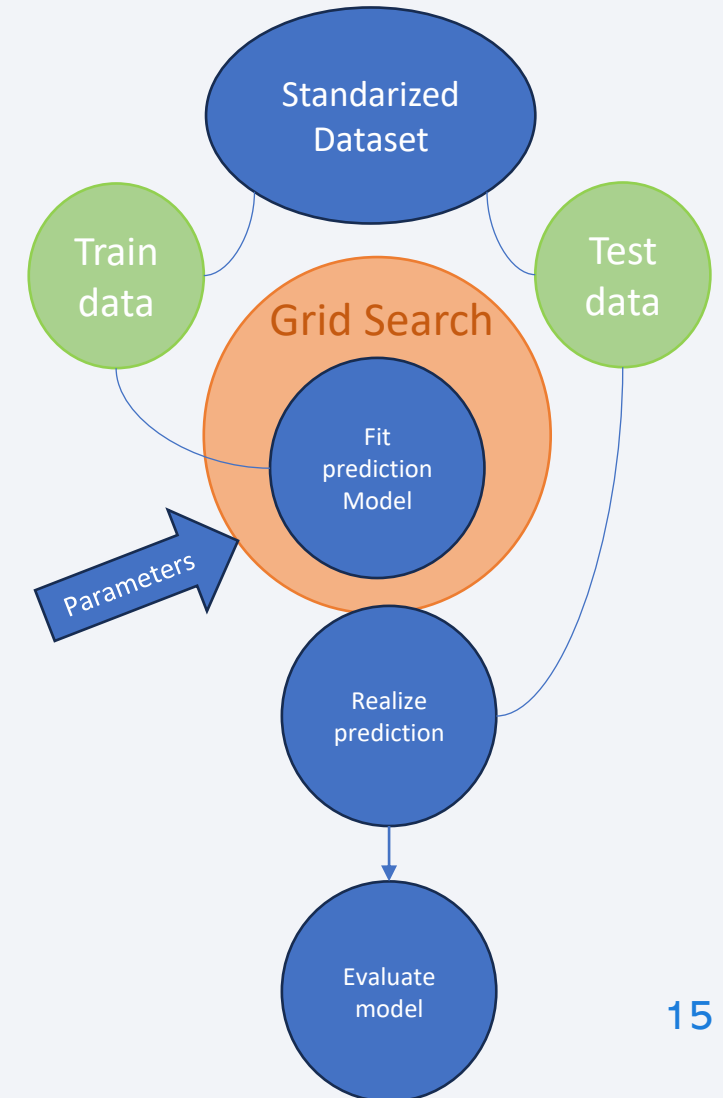 Standarized
Dataset
Train
data
Test
data
Grid Search
Fit
prediction
Model
Parameters
Realize
prediction
Evaluate
model
15